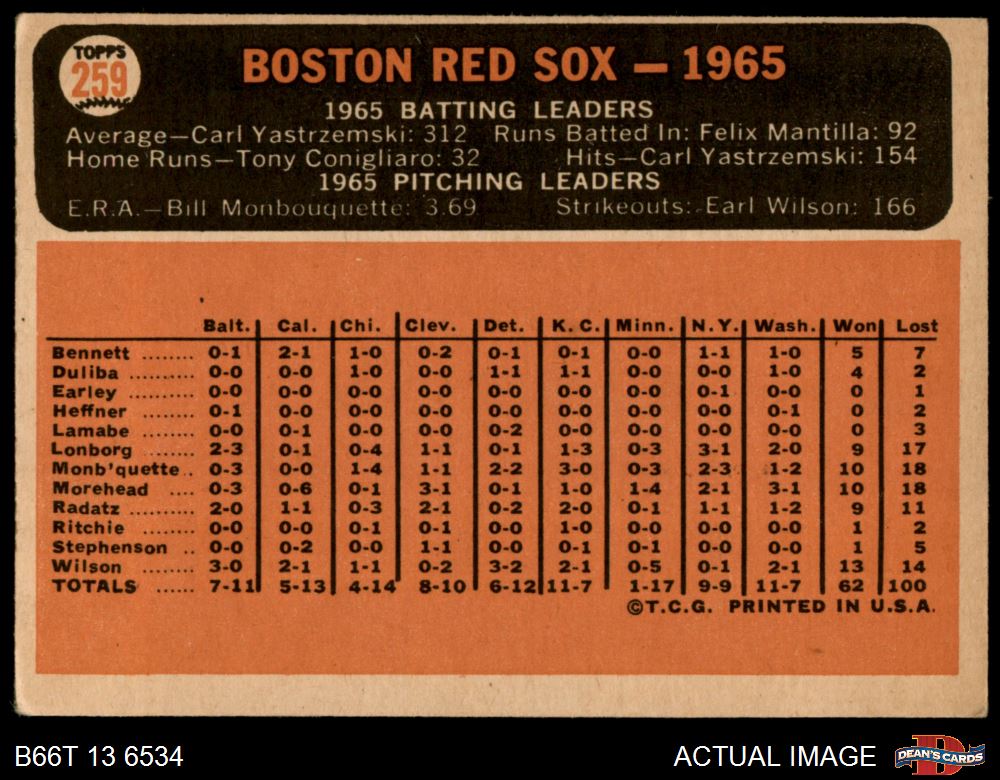 TOPPS
259
BOSTON RED SOX — 1965
1965 BATTING LEADERS
Average—Carl Yastrzemski: 312 Runs Batted In: Felix Mantilla: 92
Home Runs—Tony Conigliaro: 32 Hits—Carl Yastrzemski: 154
1965 PITCHING LEADERS
E.R.A.—Bill Monbouquette: 3.69 Strikeouts: Earl Wilson: 166
Balt. Cal. Chi. Clev. Det. K. C. Minn. N.Y. Wash. Won Lost
Bennett ........ 0-1 2-1 1-0 0-2 0-1 0-1 0-0 1-1 1-0 5 7
Duliba .......... 0-0 0-0 1-0 0-0 1-1 1-1 0-0 0-0 1-0 4 2
Earley .......... 0-0 0-0 0-0 0-0 0-0 0-0 0-0 0-1 0-0 0 1
Heffner ........ 0-1 0-0 0-0 0-0 0-0 0-0 0-0 0-0 0-1 0 2
Lamabe ........ 0-0 0-1 0-0 0-0 0-2 0-0 0-0 0-0 0-0 0 3
Lonborg ........ 2-3 0-1 0-4 1-1 0-1 1-3 0-3 3-1 2-0 9 17
Monb'quette .. 0-3 0-0 1-4 1-1 2-2 3-0 0-3 2-3 1-2 10 18
Morehead .... 0-3 0-6 0-1 3-1 0-1 1-0 1-4 2-1 3-1 10 18
Radatz ........ 2-0 1-1 0-3 2-1 0-2 2-0 0-1 1-1 1-2 9 11
Ritchie ........ 0-0 0-0 0-1 0-1 0-0 1-0 0-0 0-0 0-0 1 2
Stephenson .. 0-0 0-2 0-0 1-1 0-0 0-1 0-1 0-0 0-0 1 5
Wilson ........ 3-0 2-1 1-1 0-2 3-2 2-1 0-5 0-1 2-1 13 14
TOTALS ...... 7-11 5-13 4-14 8-10 6-12 11-7 1-17 9-9 11-7 62 100
©T.C.G. PRINTED IN U.S.A.
B66T 13 6534 ACTUAL IMAGE
D
DEAN'S CARDS